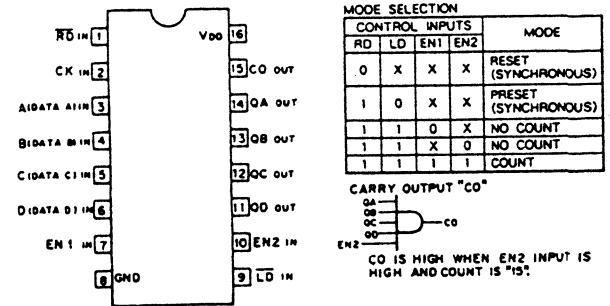 R̅D̅ IN 1
CK IN 2
A(DATA A) IN 3
B(DATA B) IN 4
C(DATA C) IN 5
D(DATA D) IN 6
EN 1 IN 7
8 GND
VDD 16
15 CO OUT
14 QA OUT
13 QB OUT
12 QC OUT
11 QD OUT
10 EN2 IN
9 L̅D̅ IN
MODE SELECTION
CONTROL INPUTS MODE
RD LD EN1 EN2
0 X X X RESET
(SYNCHRONOUS)
1 0 X X PRESET
(SYNCHRONOUS)
1 1 0 X NO COUNT
1 1 X 0 NO COUNT
1 1 1 1 COUNT
CARRY OUTPUT "CO"
QA
QB
QC
QD
EN2
CO
CO IS HIGH WHEN EN2 INPUT IS
HIGH AND COUNT IS "15".